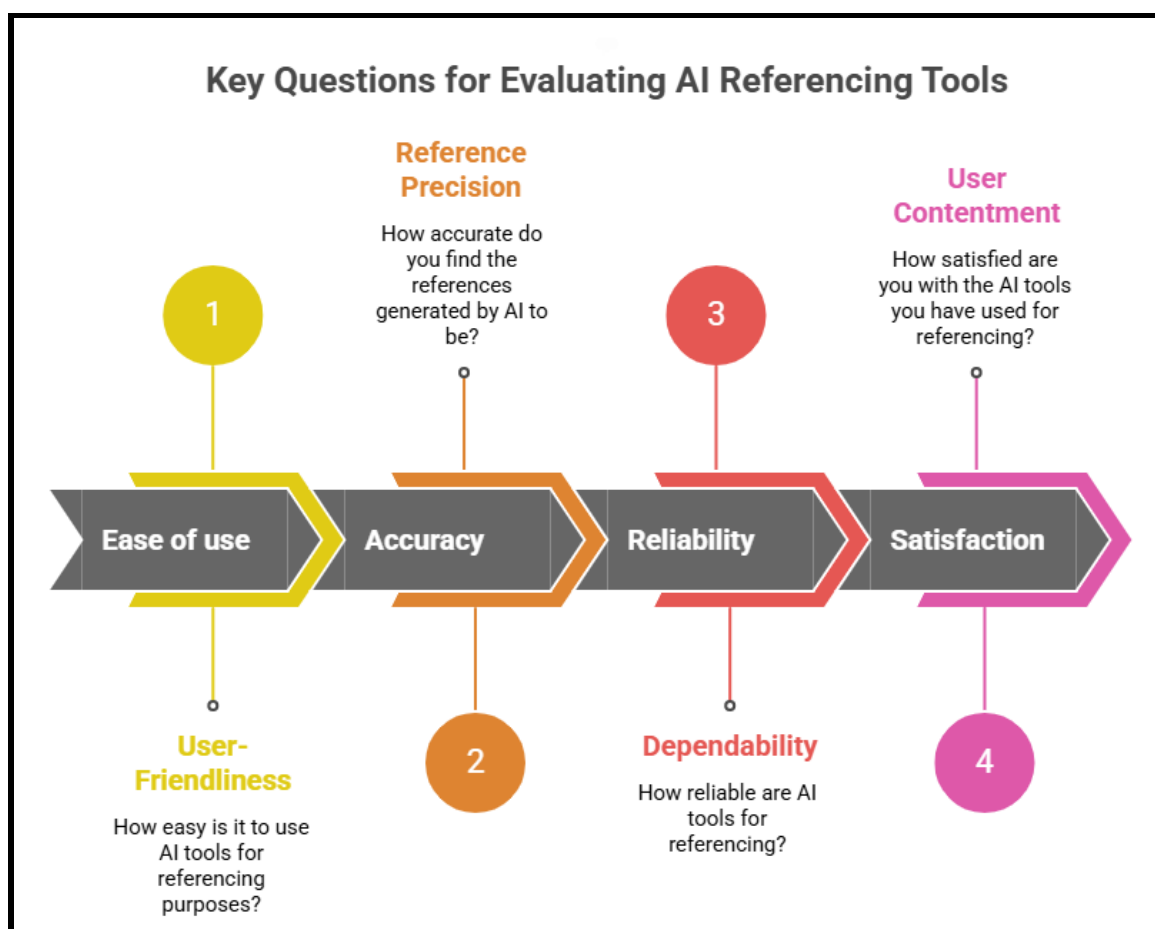 Key Questions for Evaluating AI Referencing Tools
1
Ease of use
User-
Friendliness
How easy is it to use
AI tools for
referencing
purposes?
Reference
Precision
How accurate do
you find the
references
generated by AI to
be?
Accuracy
2
3
Reliability
Dependability
How reliable are AI
tools for
referencing?
User
Contentment
How satisfied are
you with the AI tools
you have used for
referencing?
Satisfaction
4